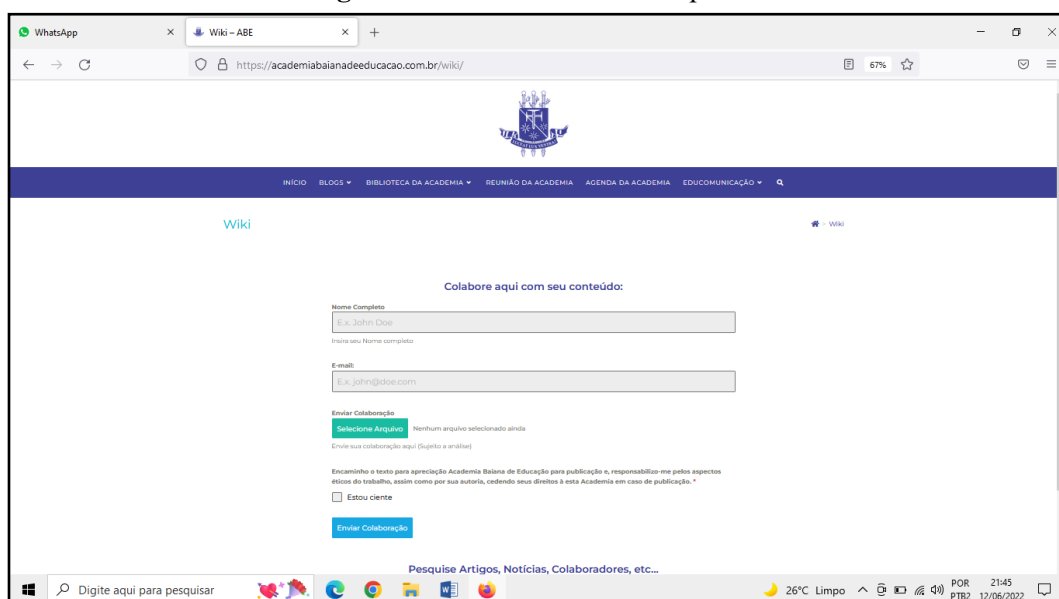 WhatsApp
Wiki – ABE
https://academiabaianadeeducacao.com.br/wiki/
67%
INÍCIO BLOGS BIBLIOTECA DA ACADEMIA REUNIÃO DA ACADEMIA AGENDA DA ACADEMIA EDUCOMUNICAÇÃO
Wiki
- Wiki
Colabore aqui com seu conteúdo:
Nome Completo
E.x. John Doe
Insira seu Nome completo
E-mail:
E.x. john@doe.com
Enviar Colaboração
Selecione Arquivo Nenhum arquivo selecionado ainda
Envie sua colaboração aqui (Sujeito a análise)
Encaminho o texto para apreciação Academia Baiana de Educação para publicação e, responsabilizo-me pelos aspectos
éticos do trabalho, assim como por sua autoria, cedendo seus direitos à esta Academia em caso de publicação. *
Estou ciente
Enviar Colaboração
Pesquise Artigos, Notícias, Colaboradores, etc...
Digite aqui para pesquisar
26°C Limpo
POR
PTB2
21:45
12/06/2022